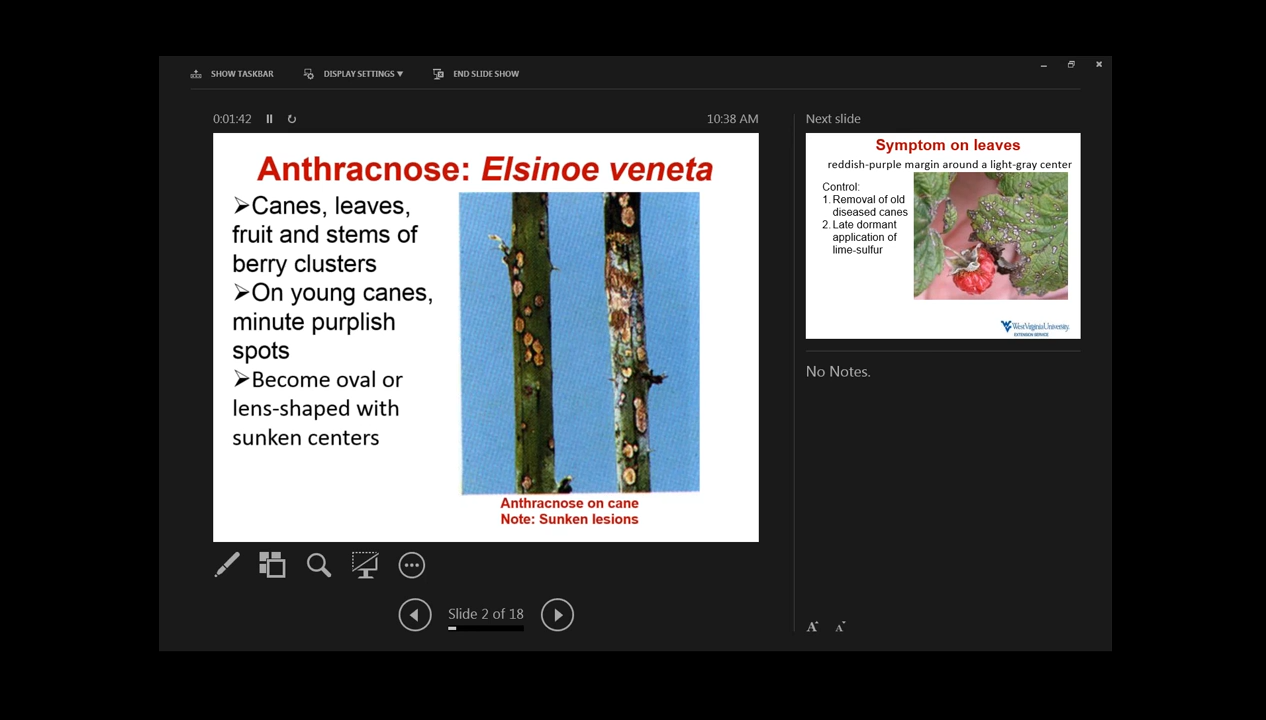 SHOW TASKBAR
DISPLAY SETTINGS ▼
END SLIDE SHOW
0:01:42
10:38 AM
Anthracnose: Elsinoe veneta
➢Canes, leaves,
fruit and stems of
berry clusters
➢On young canes,
minute purplish
spots
➢Become oval or
lens-shaped with
sunken centers
Anthracnose on cane
Note: Sunken lesions
Slide 2 of 18
Next slide
Symptom on leaves
reddish-purple margin around a light-gray center
Control:
1. Removal of old
diseased canes
2. Late dormant
application of
lime-sulfur
WestVirginiaUniversity.
EXTENSION SERVICE
No Notes.
A A